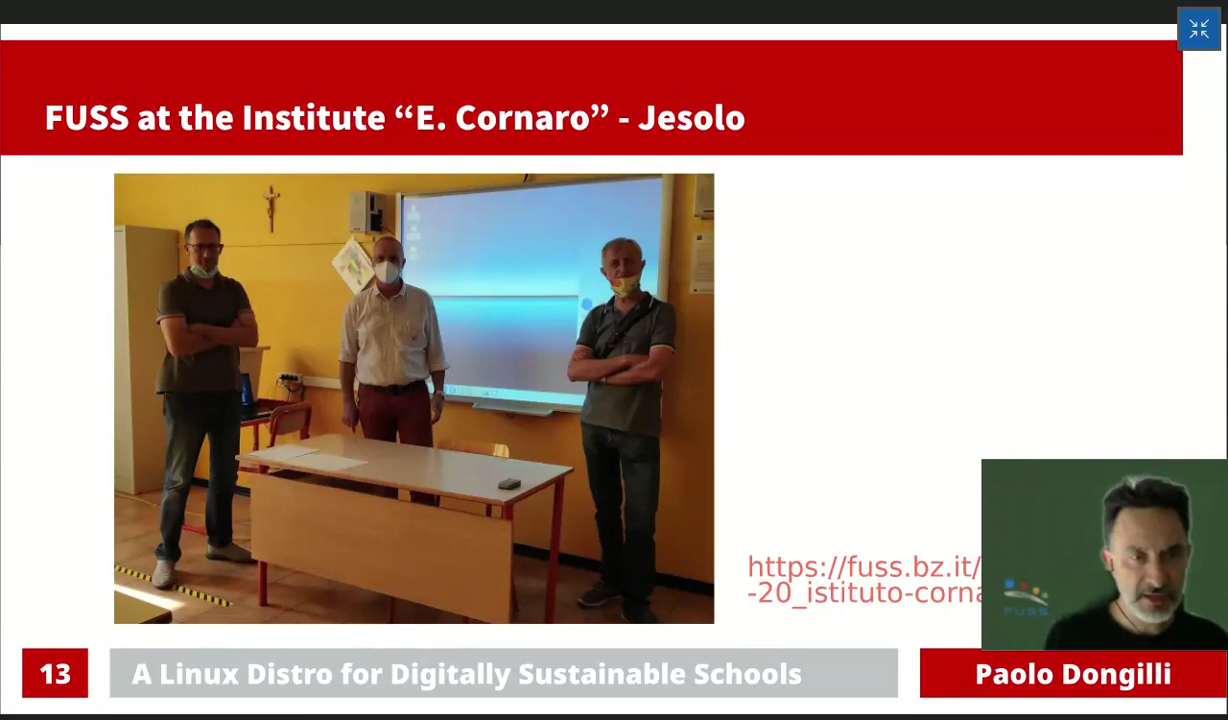 FUSS at the Institute “E. Cornaro” - Jesolo
https://fuss.bz.it/
-20_istituto-corna
FUSS
13
A Linux Distro for Digitally Sustainable Schools
Paolo Dongilli